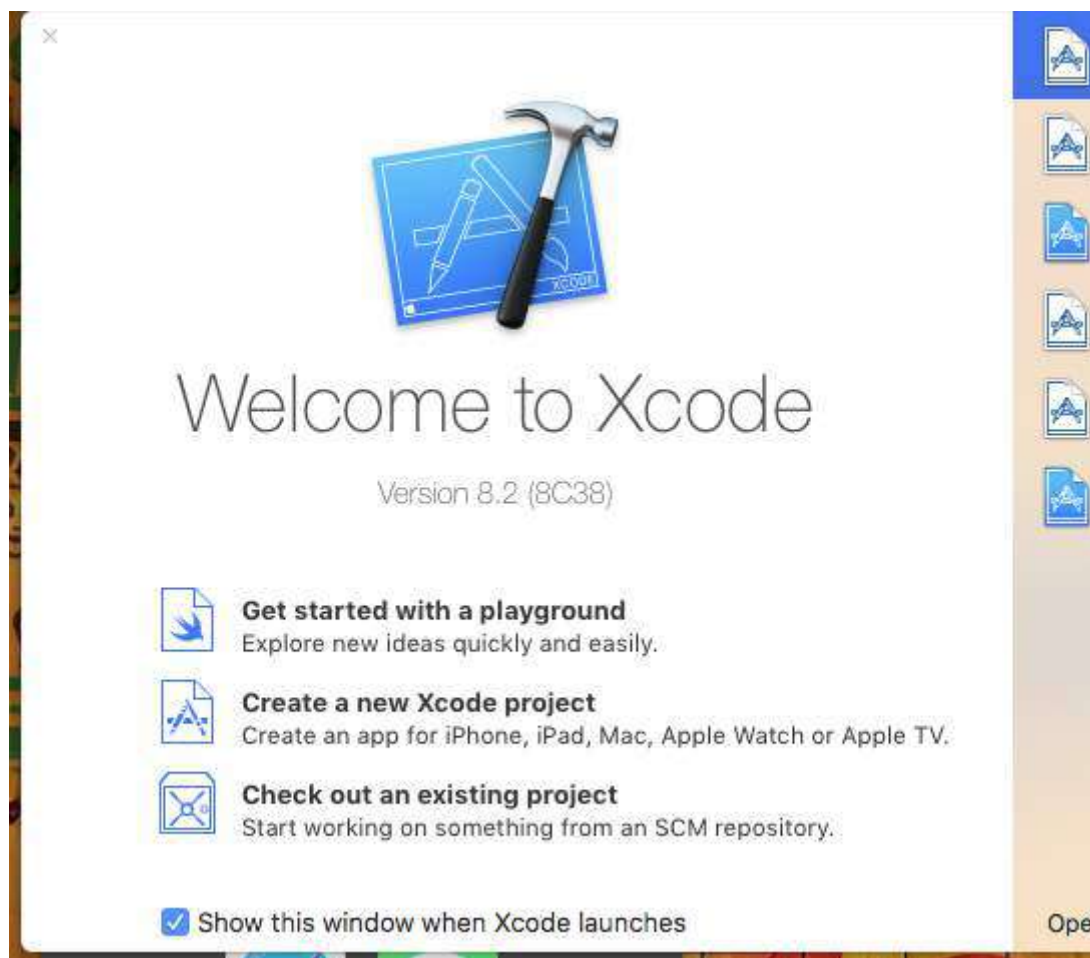 XCODE
Welcome to Xcode
Version 8.2 (8C38)
Get started with a playground
Explore new ideas quickly and easily.
Create a new Xcode project
Create an app for iPhone, iPad, Mac, Apple Watch or Apple TV.
Check out an existing project
Start working on something from an SCM repository.
Show this window when Xcode launches
Ope